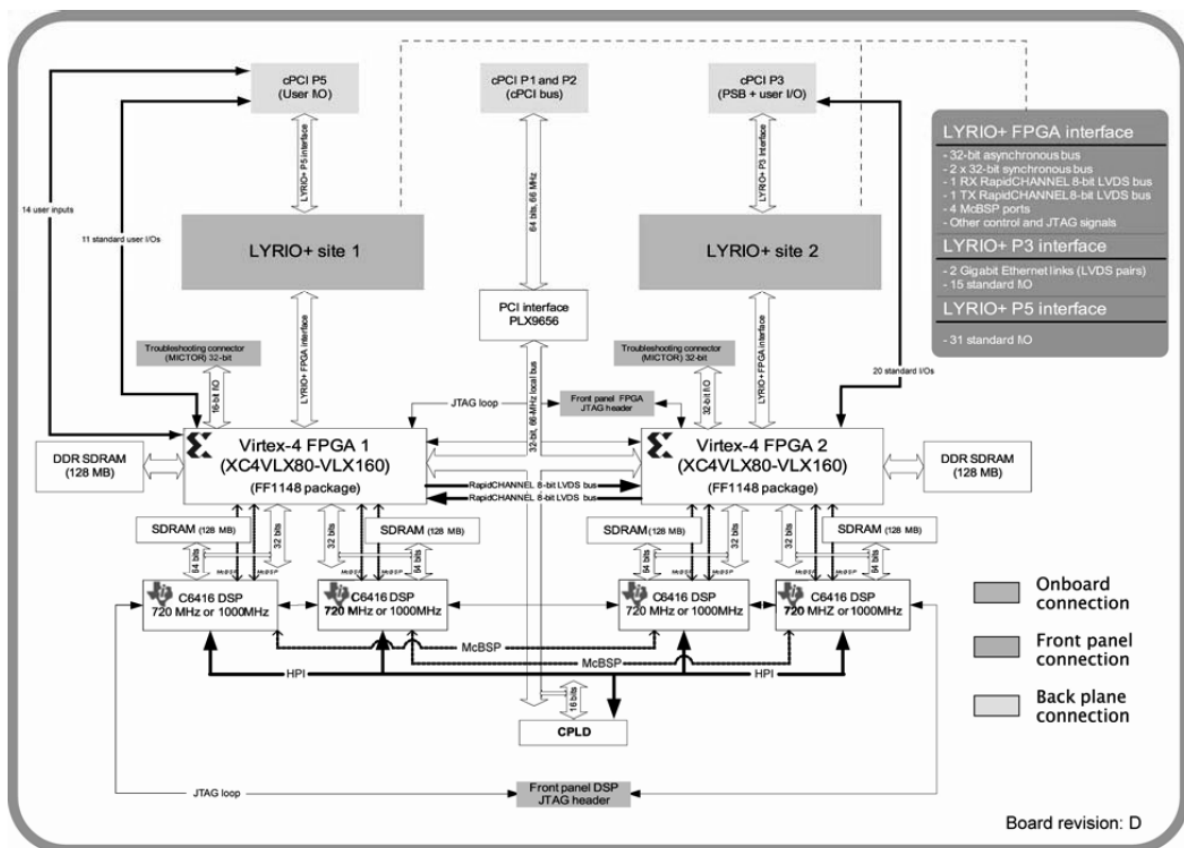 cPCI P5
(User I/O)
cPCI P1 and P2
(cPCI bus)
cPCI P3
(PSB + user I/O)
LYRIO+ FPGA interface
- 32-bit asynchronous bus
- 2 x 32-bit synchronous bus
- 1 RX RapidCHANNEL 8-bit LVDS bus
- 1 TX RapidCHANNEL 8-bit LVDS bus
- 4 McBSP ports
- Other control and JTAG signals
LYRIO+ P3 interface
- 2 Gigabit Ethernet links (LVDS pairs)
- 15 standard I/O
LYRIO+ P5 interface
- 31 standard I/O
LYRIO+ P5 interface
64 bits, 66 MHz
LYRIO+ P3 Interface
14 user inputs
11 standard user I/Os
LYRIO+ site 1
LYRIO+ site 2
PCI interface
PLX9656
Troubleshooting connector
(MICTOR) 32-bit
Troubleshooting connector
(MICTOR) 32-bit
20 standard I/Os
16-bit I/O
LYRIO+ FPGA interface
32-bit, 66-MHz local bus
32-bit I/O
LYRIO+ FPGA interface
JTAG loop
Front panel FPGA
JTAG header
DDR SDRAM
(128 MB)
Virtex-4 FPGA 1
(XC4VLX80-VLX160)
(FF1148 package)
RapidCHANNEL 8-bit LVDS bus
RapidCHANNEL 8-bit LVDS bus
Virtex-4 FPGA 2
(XC4VLX80-VLX160)
(FF1148 package)
DDR SDRAM
(128 MB)
SDRAM (128 MB)
32 bits
32 bits
SDRAM (128 MB)
SDRAM (128 MB)
32 bits
32 bits
SDRAM (128 MB)
64 bits
McBSP
McBSP
McBSP
McBSP
64 bits
64 bits
McBSP
McBSP
McBSP
McBSP
64 bits
C6416 DSP
720 MHz or 1000MHz
C6416 DSP
720 MHz or 1000MHz
C6416 DSP
720 MHz or 1000MHz
C6416 DSP
720 MHZ or 1000MHz
McBSP
McBSP
HPI
HPI
16 bits
CPLD
JTAG loop
Front panel DSP
JTAG header
Onboard
connection
Front panel
connection
Back plane
connection
Board revision: D